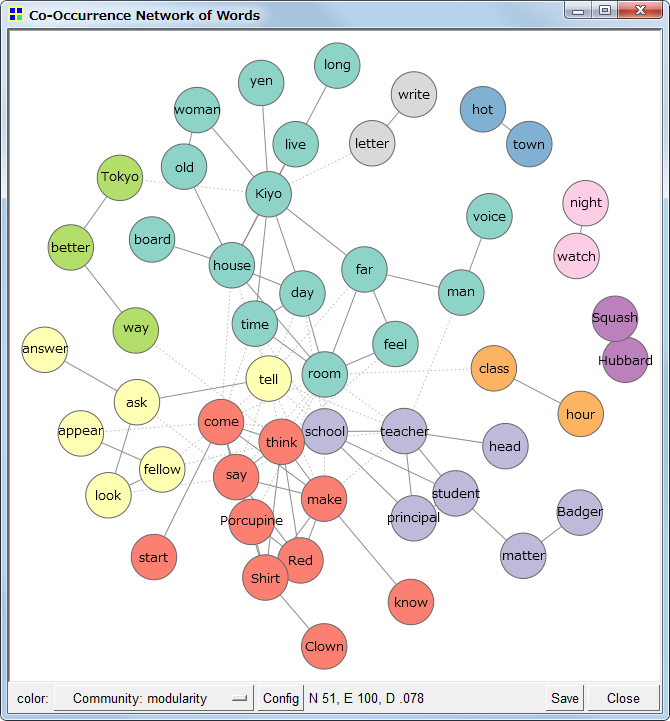 Co-Occurrence Network of Words
long
yen
write
woman
hot
live
letter
town
old
Tokyo
Kiyo
night
voice
board
better
watch
house
far
day
man
Squash
time
way
feel
answer
Hubbard
class
room
tell
ask
hour
come
appear
school
teacher
think
head
fellow
say
look
student
make
Badger
principal
Porcupine
matter
start
Red
Shirt
know
Clown
color: Community: modularity Config N 51, E 100, D .078 Save Close